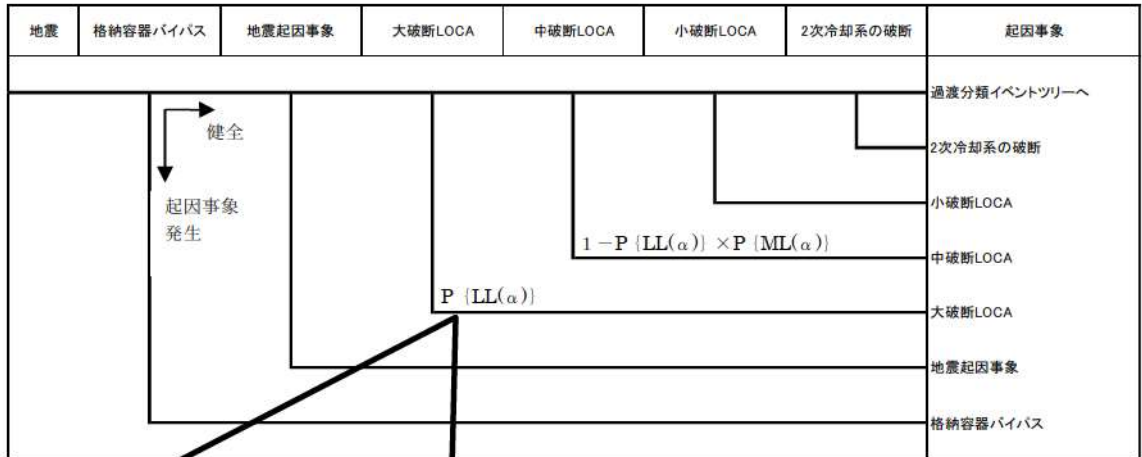 地震 格納容器バイパス 地震起因事象 大破断LOCA 中破断LOCA 小破断LOCA 2次冷却系の破断 起因事象
過渡分類イベントツリーへ
健全
2次冷却系の破断
起因事象
発生
小破断LOCA
1－P {LL(α)} ×P {ML(α)}
中破断LOCA
P {LL(α)}
大破断LOCA
地震起因事象
格納容器バイパス